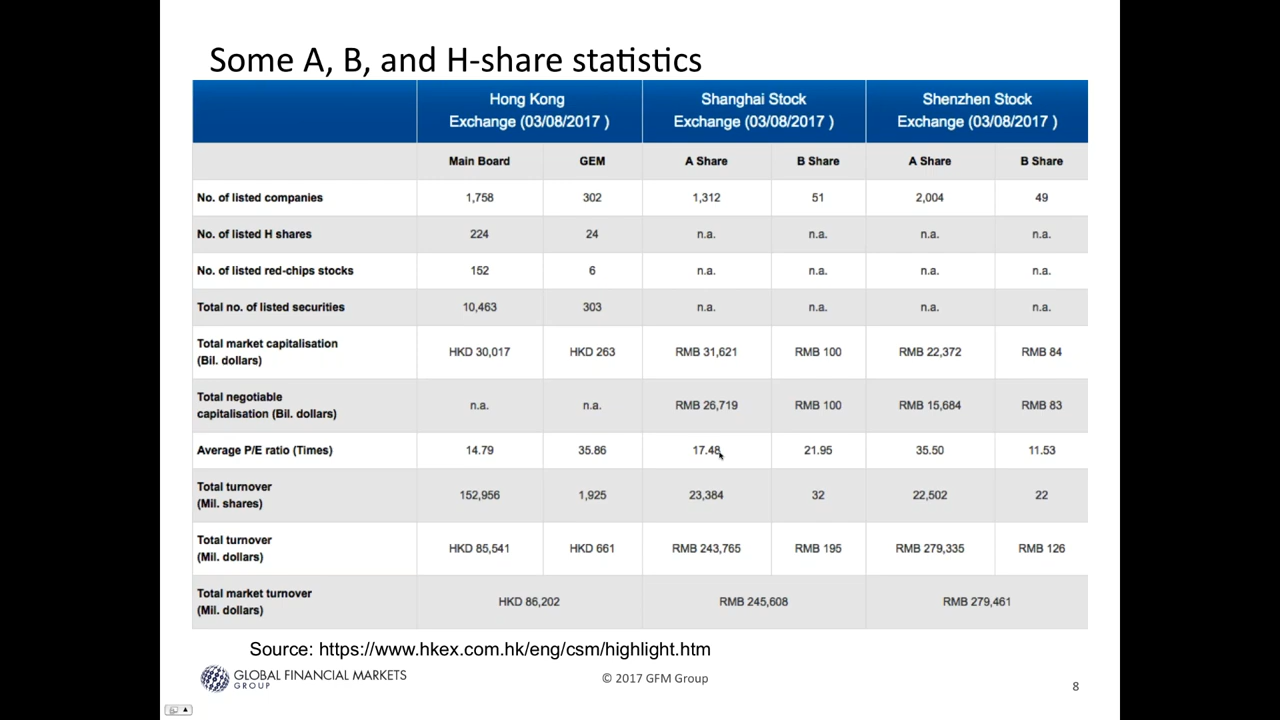 Some A, B, and H-share statistics
Hong Kong Exchange (03/08/2017 ) Shanghai Stock Exchange (03/08/2017 ) Shenzhen Stock Exchange (03/08/2017 )
Main Board GEM A Share B Share A Share B Share
No. of listed companies 1,758 302 1,312 51 2,004 49
No. of listed H shares 224 24 n.a. n.a. n.a. n.a.
No. of listed red-chips stocks 152 6 n.a. n.a. n.a. n.a.
Total no. of listed securities 10,463 303 n.a. n.a. n.a. n.a.
Total market capitalisation (Bil. dollars) HKD 30,017 HKD 263 RMB 31,621 RMB 100 RMB 22,372 RMB 84
Total negotiable capitalisation (Bil. dollars) n.a. n.a. RMB 26,719 RMB 100 RMB 15,684 RMB 83
Average P/E ratio (Times) 14.79 35.86 17.48 21.95 35.50 11.53
Total turnover (Mil. shares) 152,956 1,925 23,384 32 22,502 22
Total turnover (Mil. dollars) HKD 85,541 HKD 661 RMB 243,765 RMB 195 RMB 279,335 RMB 126
Total market turnover (Mil. dollars) HKD 86,202 RMB 245,608 RMB 279,461
Source: https://www.hkex.com.hk/eng/csm/highlight.htm
GLOBAL FINANCIAL MARKETS
GROUP
© 2017 GFM Group
8